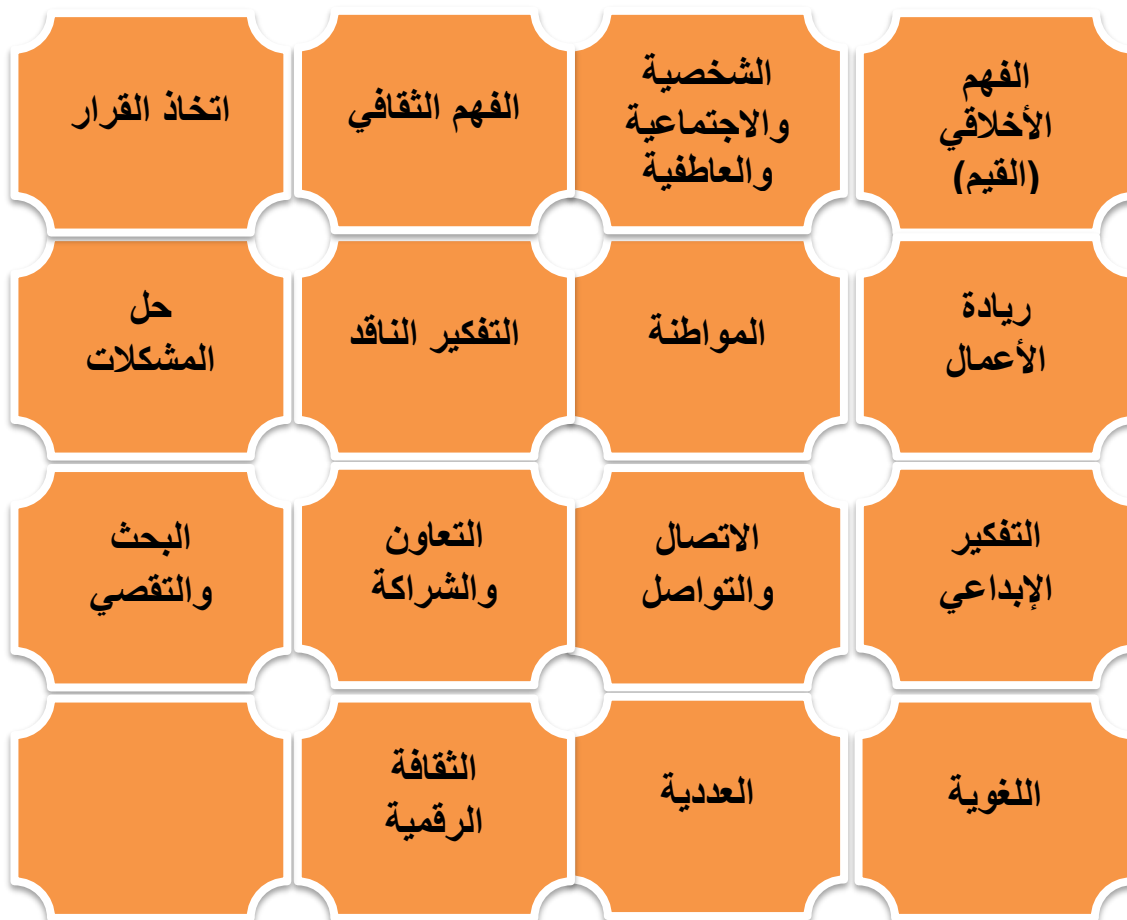 الفهم
الأخلاقي
(القيم)
الشخصية
والاجتماعية
والعاطفية
الفهم الثقافي
اتخاذ القرار
ريادة
الأعمال
المواطنة
التفكير الناقد
حل
المشكلات
التفكير
الإبداعي
الاتصال
والتواصل
التعاون
والشراكة
البحث
والتقصي
اللغوية
العددية
الثقافة
الرقمية